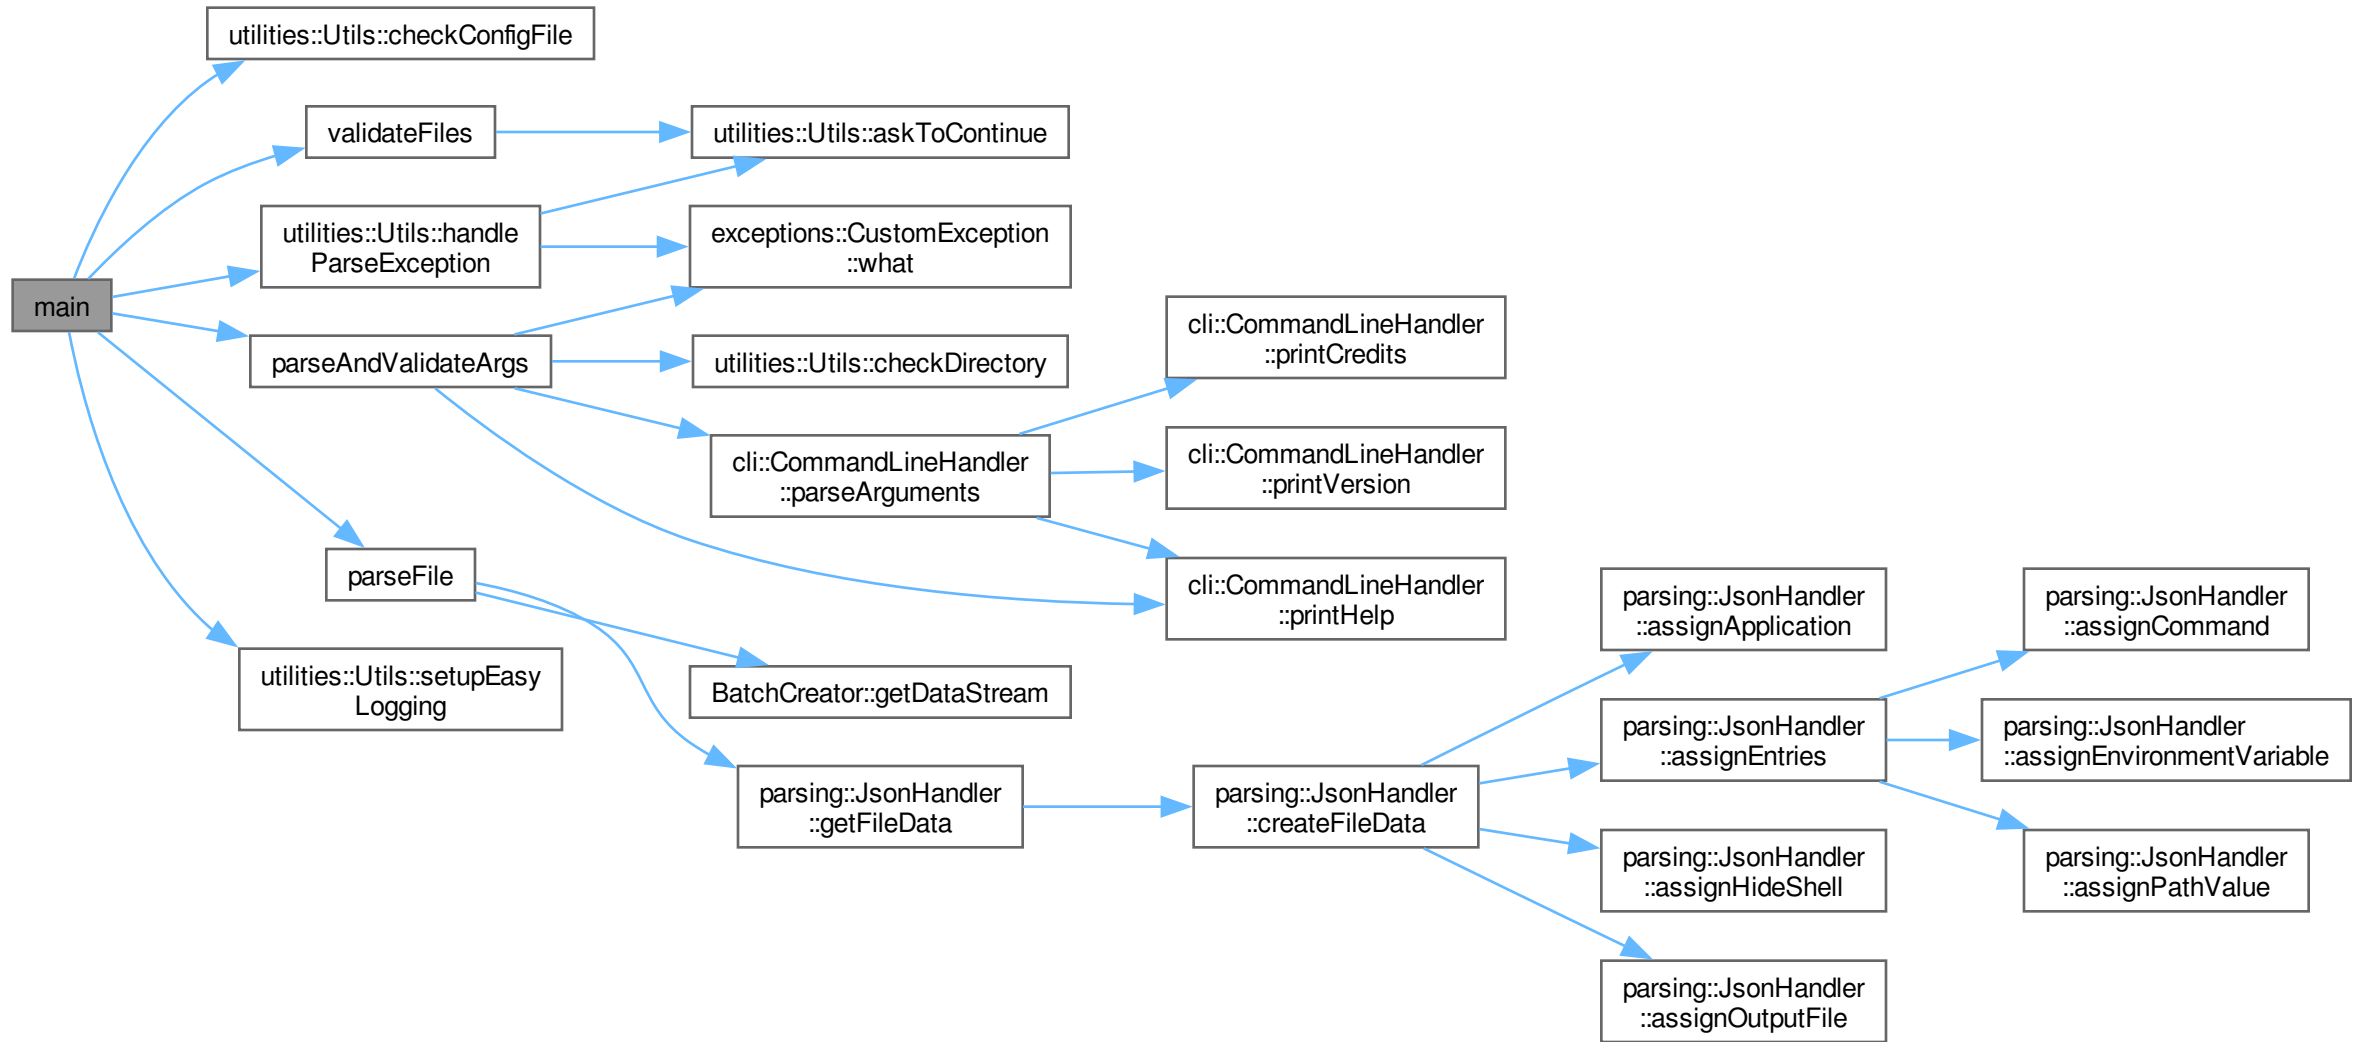 main
utilities::Utils::checkConfigFile
validateFiles
utilities::Utils::handle
ParseException
parseAndValidateArgs
parseFile
utilities::Utils::setupEasy
Logging
utilities::Utils::askToContinue
exceptions::CustomException
::what
utilities::Utils::checkDirectory
cli::CommandLineHandler
::parseArguments
BatchCreator::getDataStream
parsing::JsonHandler
::getFileData
cli::CommandLineHandler
::printCredits
cli::CommandLineHandler
::printVersion
cli::CommandLineHandler
::printHelp
parsing::JsonHandler
::createFileData
parsing::JsonHandler
::assignApplication
parsing::JsonHandler
::assignEntries
parsing::JsonHandler
::assignHideShell
parsing::JsonHandler
::assignOutputFile
parsing::JsonHandler
::assignCommand
parsing::JsonHandler
::assignEnvironmentVariable
parsing::JsonHandler
::assignPathValue